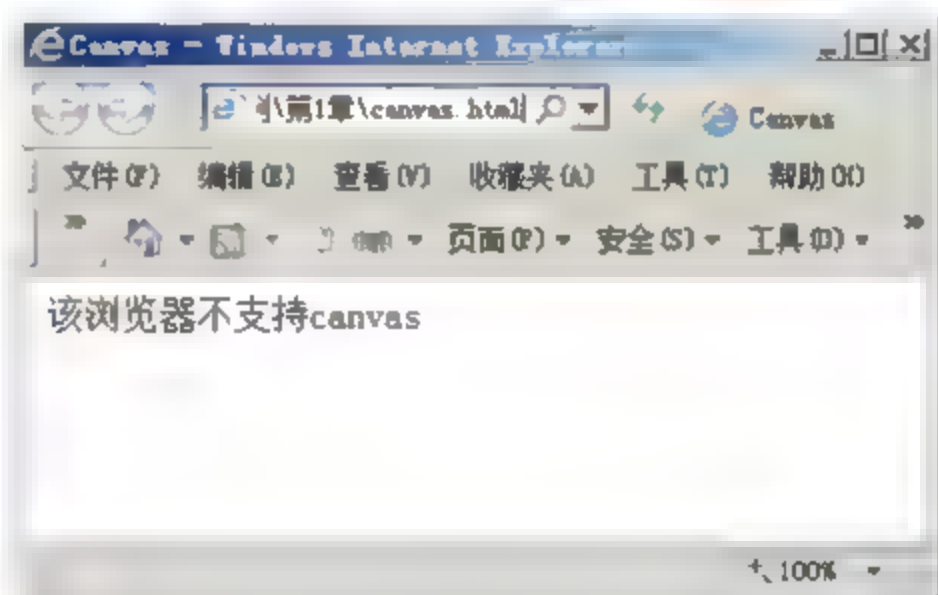 Canvas - Windows Internet Explorer
\第1章\canvas.html
Canvas
文件(F) 编辑(E) 查看(V) 收藏夹(A) 工具(T) 帮助(H)
页面(P) 安全(S) 工具(O)
该浏览器不支持canvas
100%